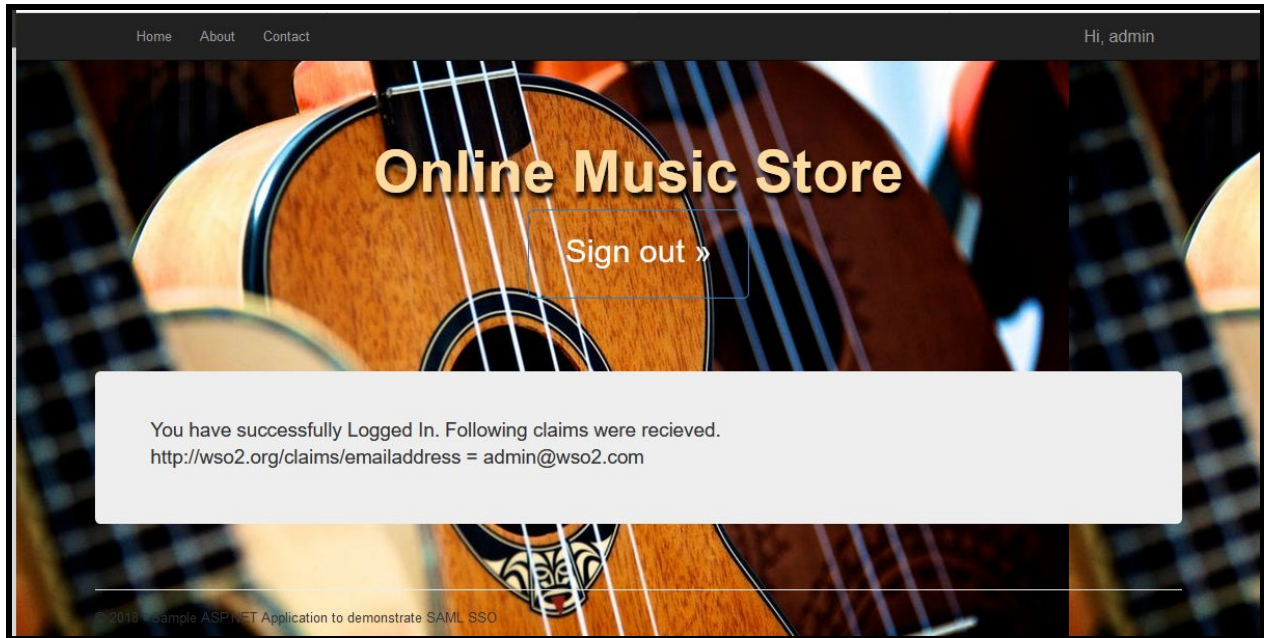 Home About Contact Hi, admin
Online Music Store
Sign out »
You have successfully Logged In. Following claims were recieved.
http://wso2.org/claims/emailaddress = admin@wso2.com
© 2016 - Sample ASP.NET Application to demonstrate SAML SSO